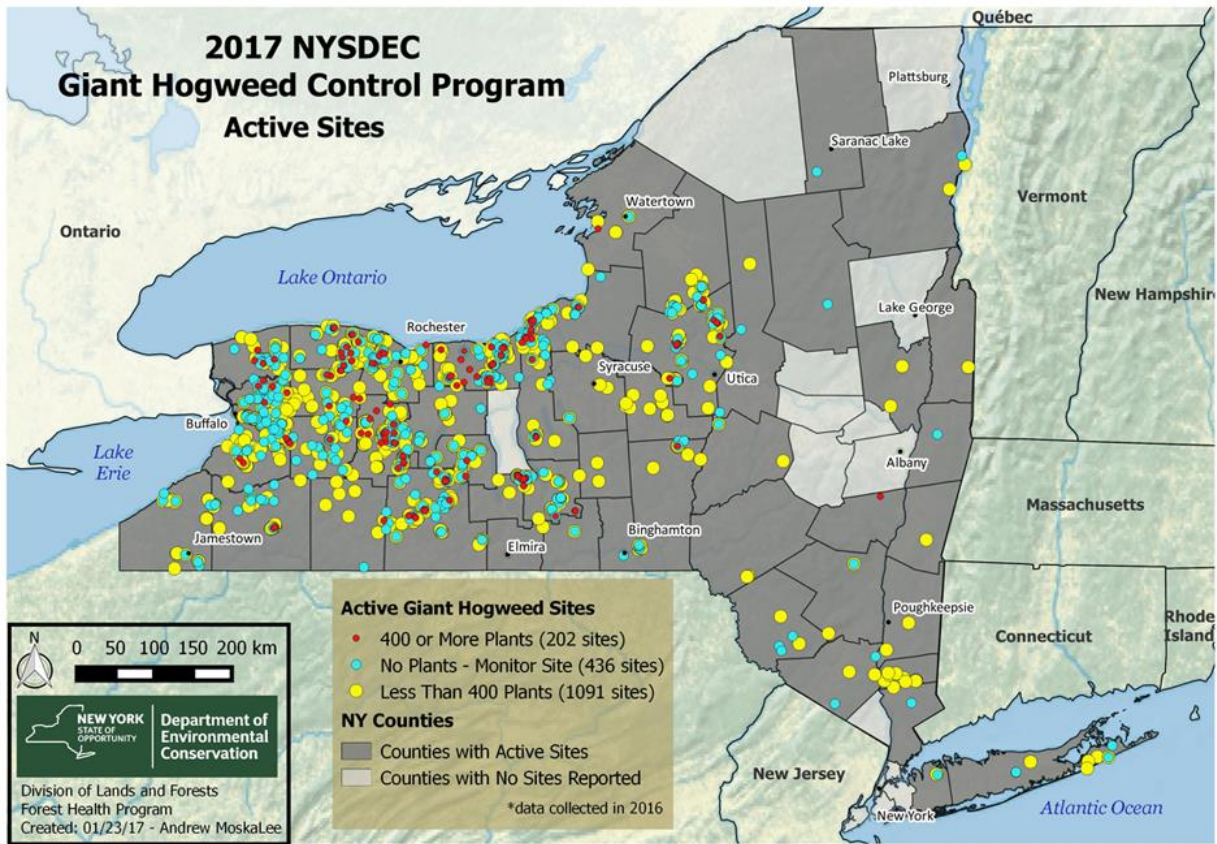 2017 NYSDEC
Giant Hogweed Control Program
Active Sites
Québec
Plattsburg
Saranac Lake
Vermont
Watertown
Ontario
Lake Ontario
New Hampshire
Lake George
Rochester
Syracuse
Utica
Buffalo
Lake
Erie
Albany
Massachusetts
Jamestown
Elmira
Binghamton
Poughkeepsie
Connecticut
Rhode
Island
New Jersey
New York
Atlantic Ocean
Active Giant Hogweed Sites
400 or More Plants (202 sites)
No Plants - Monitor Site (436 sites)
Less Than 400 Plants (1091 sites)
NY Counties
Counties with Active Sites
Counties with No Sites Reported
*data collected in 2016
N
0 50 100 150 200 km
NEW YORK
STATE OF
OPPORTUNITY
Department of
Environmental
Conservation
Division of Lands and Forests
Forest Health Program
Created: 01/23/17 - Andrew MoskaLee